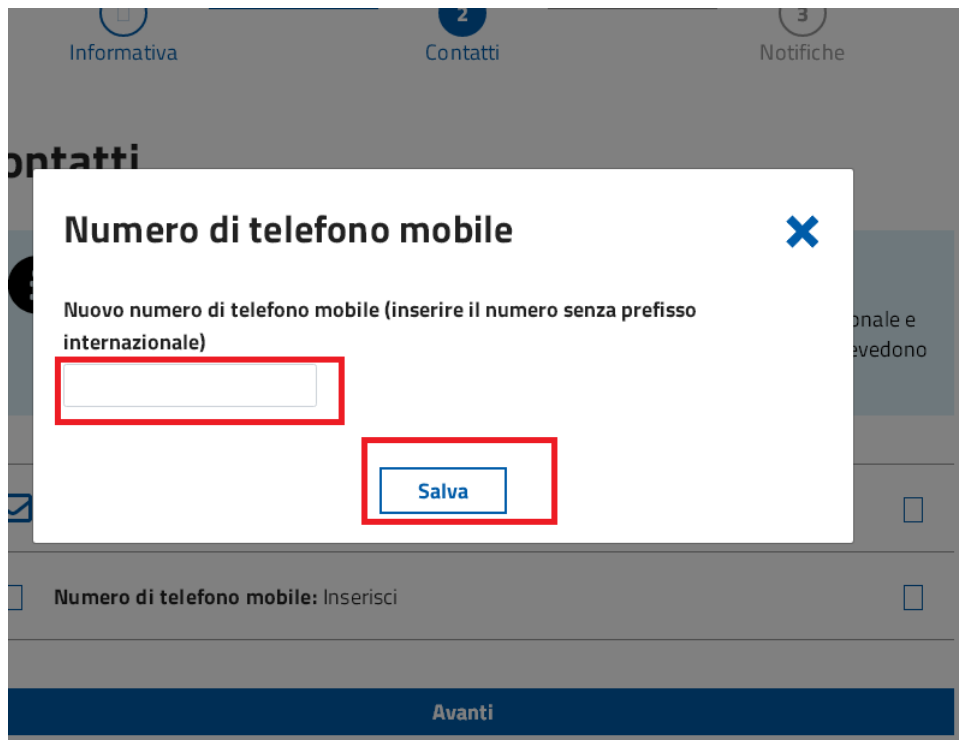 2
3
Informativa
Contatti
Notifiche
ontatti
Numero di telefono mobile
Nuovo numero di telefono mobile (inserire il numero senza prefisso
internazionale)
onale e
evedono
Salva
Numero di telefono mobile: Inserisci
Avanti